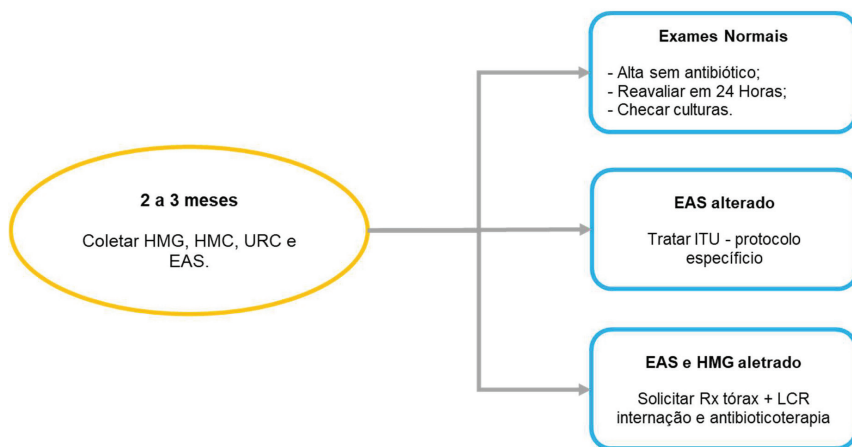 2 a 3 meses
Coletar HMG, HMC, URC e
EAS.
Exames Normais
- Alta sem antibiótico;
- Reavaliar em 24 Horas;
- Checar culturas.
EAS alterado
Tratar ITU - protocolo
específicio
EAS e HMG aletrado
Solicitar Rx tórax + LCR
internação e antibioticoterapia